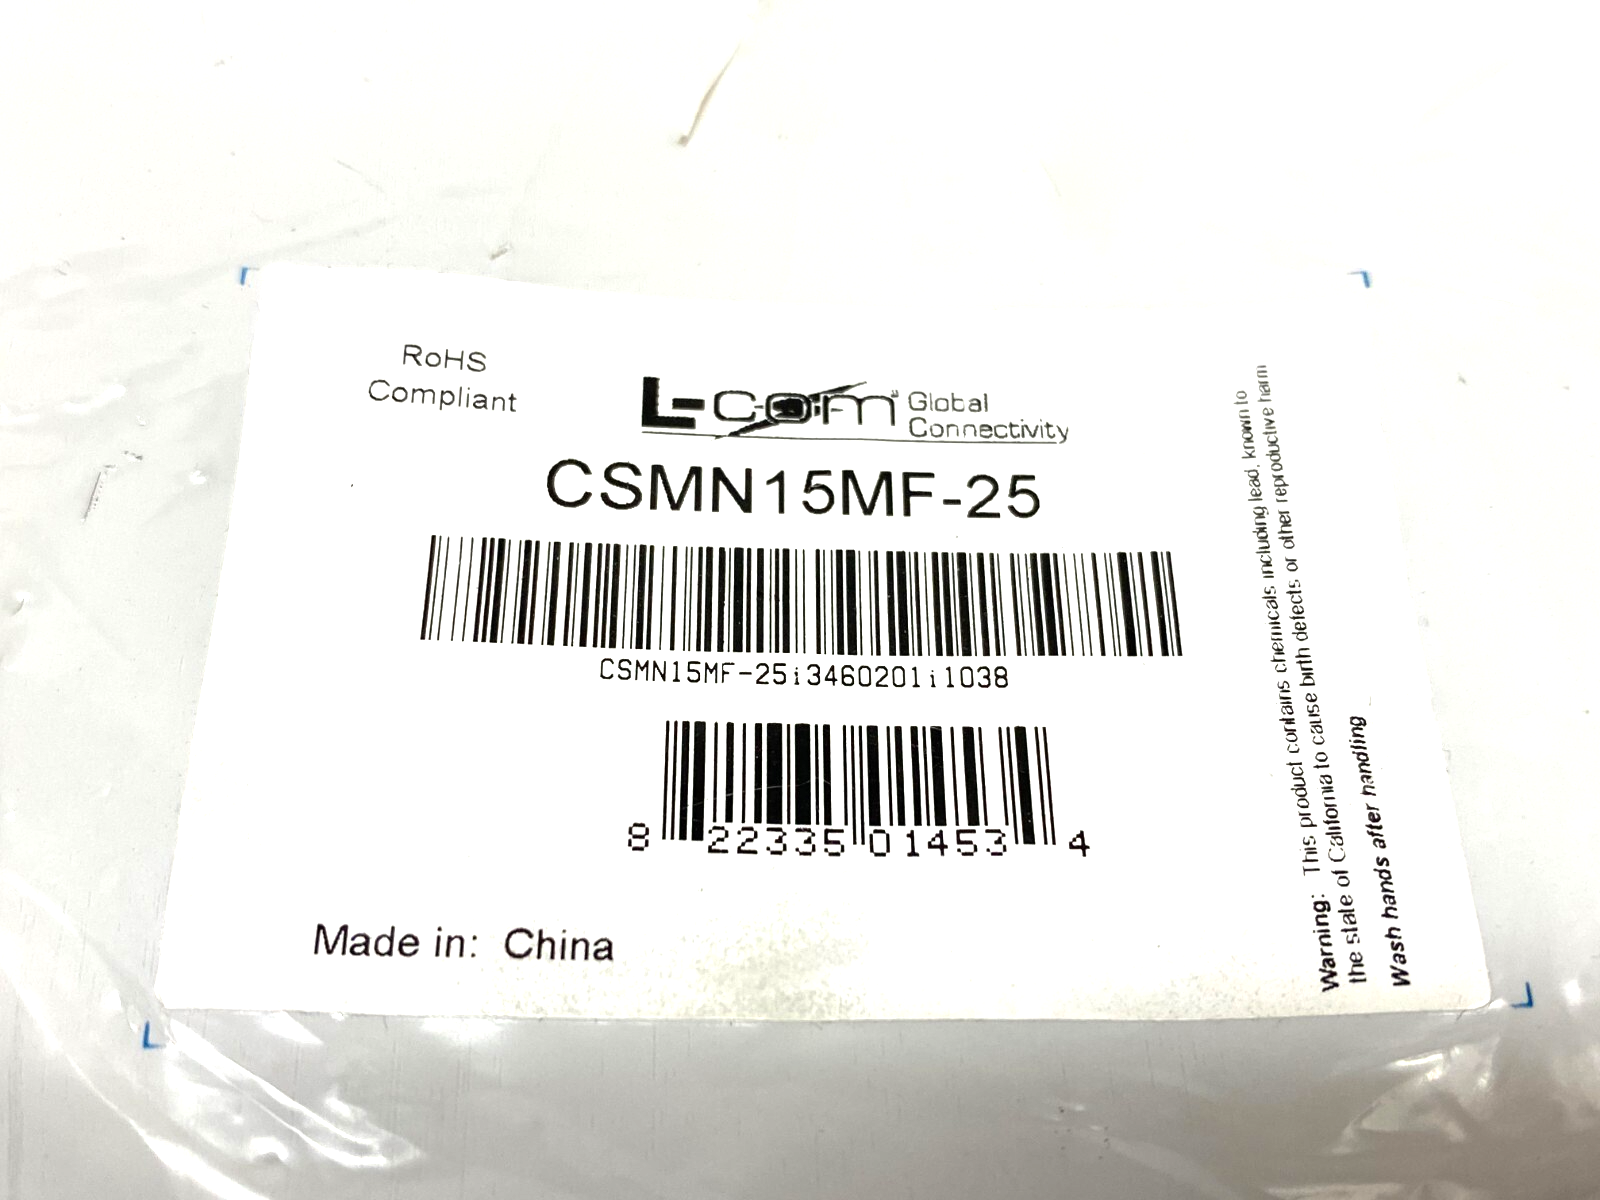 RoHS
Compliant
L-com® Global
Connectivity
CSMN15MF-25
CSMN15MF-25i3460201i1038
8 22335 01453 4
Made in: China
Warning: This product contains chemicals including lead, known to
the state of California to cause birth defects or other reproductive harm
Wash hands after handling